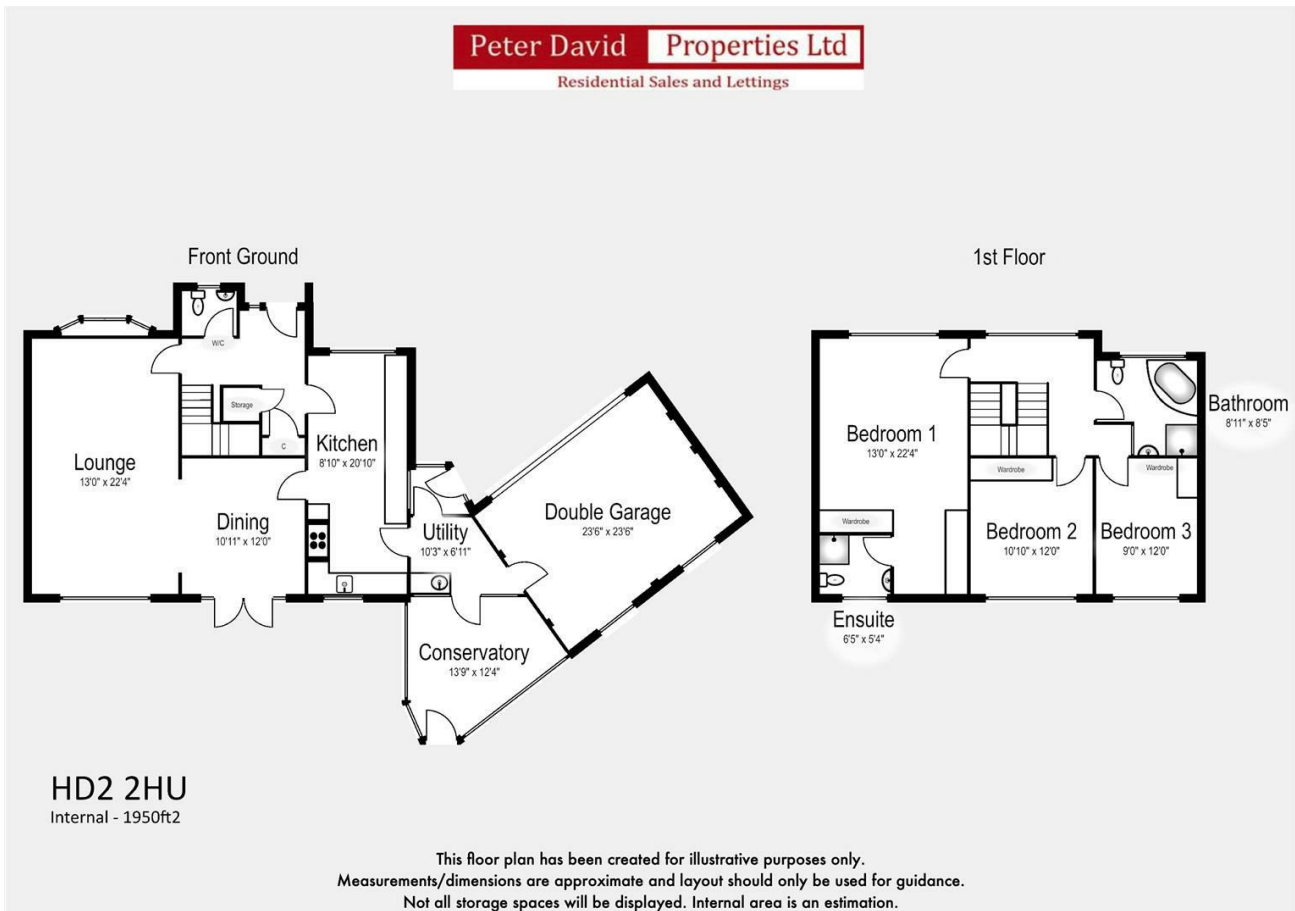 Peter David Properties Ltd
Residential Sales and Lettings
Front Ground
W/C
Storage
C
Kitchen
8'10" x 20'10"
Lounge
13'0" x 22'4"
Dining
10'11" x 12'0"
Utility
10'3" x 6'11"
Double Garage
23'6" x 23'6"
Conservatory
13'9" x 12'4"
1st Floor
Bathroom
8'11" x 8'5"
Bedroom 1
13'0" x 22'4"
Wardrobe
Wardrobe
Wardrobe
Bedroom 2
10'10" x 12'0"
Bedroom 3
9'0" x 12'0"
Ensuite
6'5" x 5'4"
HD2 2HU
Internal - 1950ft2
This floor plan has been created for illustrative purposes only.
Measurements/dimensions are approximate and layout should only be used for guidance.
Not all storage spaces will be displayed. Internal area is an estimation.